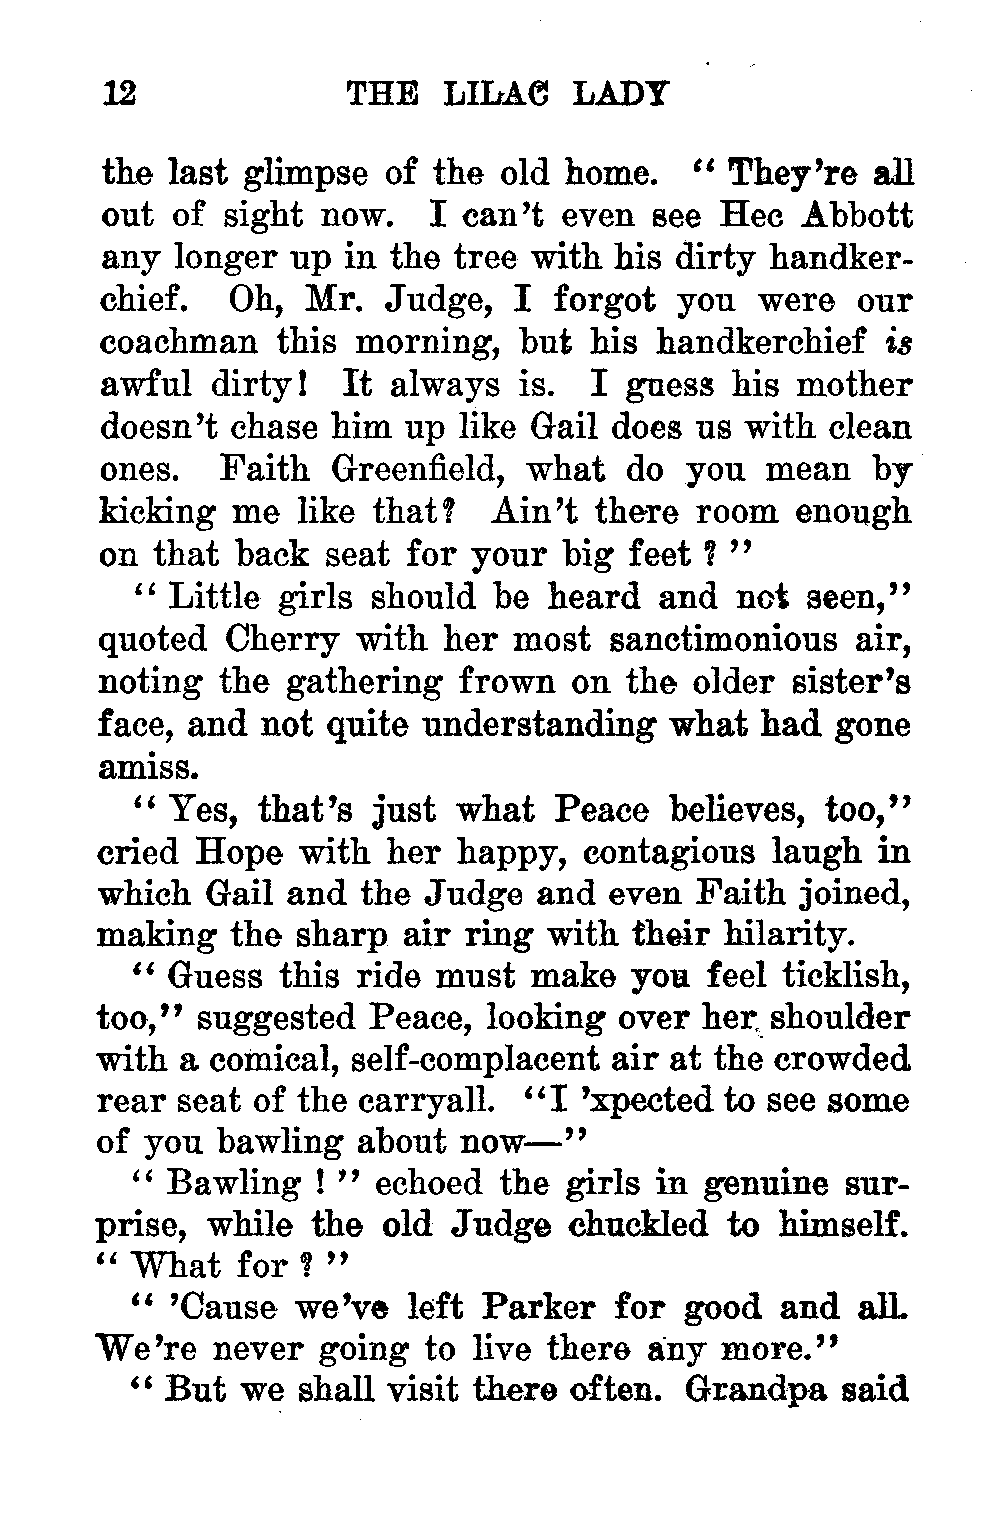 12 THE LILAC LADY
the last glimpse of the old home. " They're all
out of sight now. I can't even see Hec Abbott
any longer up in the tree with his dirty handker-
chief. Oh, Mr. Judge, I forgot you were our
coachman this morning, but his handkerchief is
awful dirty! It always is. I guess his mother
doesn't chase him up like Gail does us with clean
ones. Faith Greenfield, what do you mean by
kicking me like that? Ain't there room enough
on that back seat for your big feet ? "
" Little girls should be heard and not seen,"
quoted Cherry with her most sanctimonious air,
noting the gathering frown on the older sister's
face, and not quite understanding what had gone
amiss.
" Yes, that's just what Peace believes, too,"
cried Hope with her happy, contagious laugh in
which Gail and the Judge and even Faith joined,
making the sharp air ring with their hilarity.
" Guess this ride must make you feel ticklish,
too," suggested Peace, looking over her shoulder
with a comical, self-complacent air at the crowded
rear seat of the carryall. "I 'xpected to see some
of you bawling about now—"
" Bawling ! " echoed the girls in genuine sur-
prise, while the old Judge chuckled to himself.
" What for ? "
" 'Cause we've left Parker for good and all.
We're never going to live there any more."
" But we shall visit there often. Grandpa said